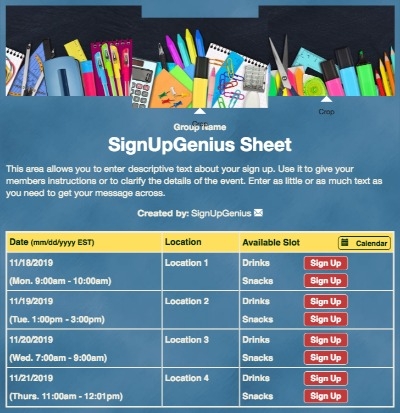 Crop
Crop
Group Name
SignUpGenius Sheet
This area allows you to enter descriptive text about your sign up. Use it to give your
members instructions or to clarify the details of the event. Enter as little or as much text as
you need to get your message across.
Created by: SignUpGenius
Date (mm/dd/yyyy EST) Location Available Slot Calendar
11/18/2019 Location 1 Drinks Sign Up
(Mon. 9:00am - 10:00am) Snacks Sign Up
11/19/2019 Location 2 Drinks Sign Up
(Tue. 1:00pm - 3:00pm) Snacks Sign Up
11/20/2019 Location 3 Drinks Sign Up
(Wed. 7:00am - 9:00am) Snacks Sign Up
11/21/2019 Location 4 Drinks Sign Up
(Thurs. 11:00am - 12:01pm) Snacks Sign Up